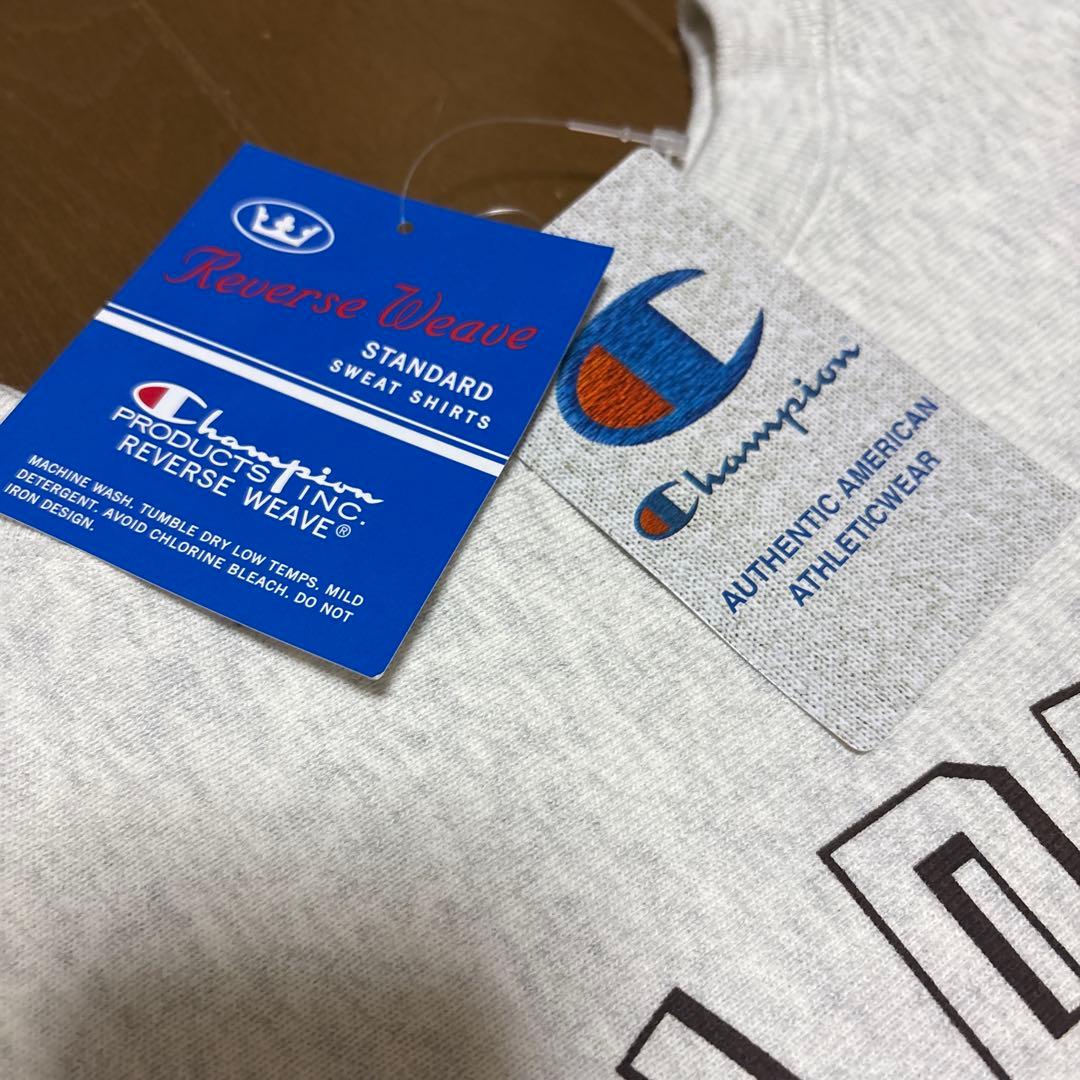 Reverse Weave
STANDARD
SWEAT SHIRTS
Champion
PRODUCTS INC.
REVERSE WEAVE®
MACHINE WASH. TUMBLE DRY LOW TEMPS. MILD
DETERGENT. AVOID CHLORINE BLEACH. DO NOT
IRON DESIGN.
Champion
AUTHENTIC AMERICAN
ATHLETICWEAR